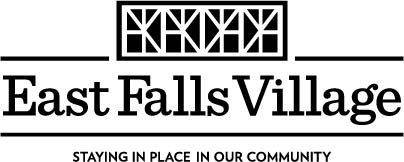 East Falls Village
STAYING IN PLACE IN OUR COMMUNITY